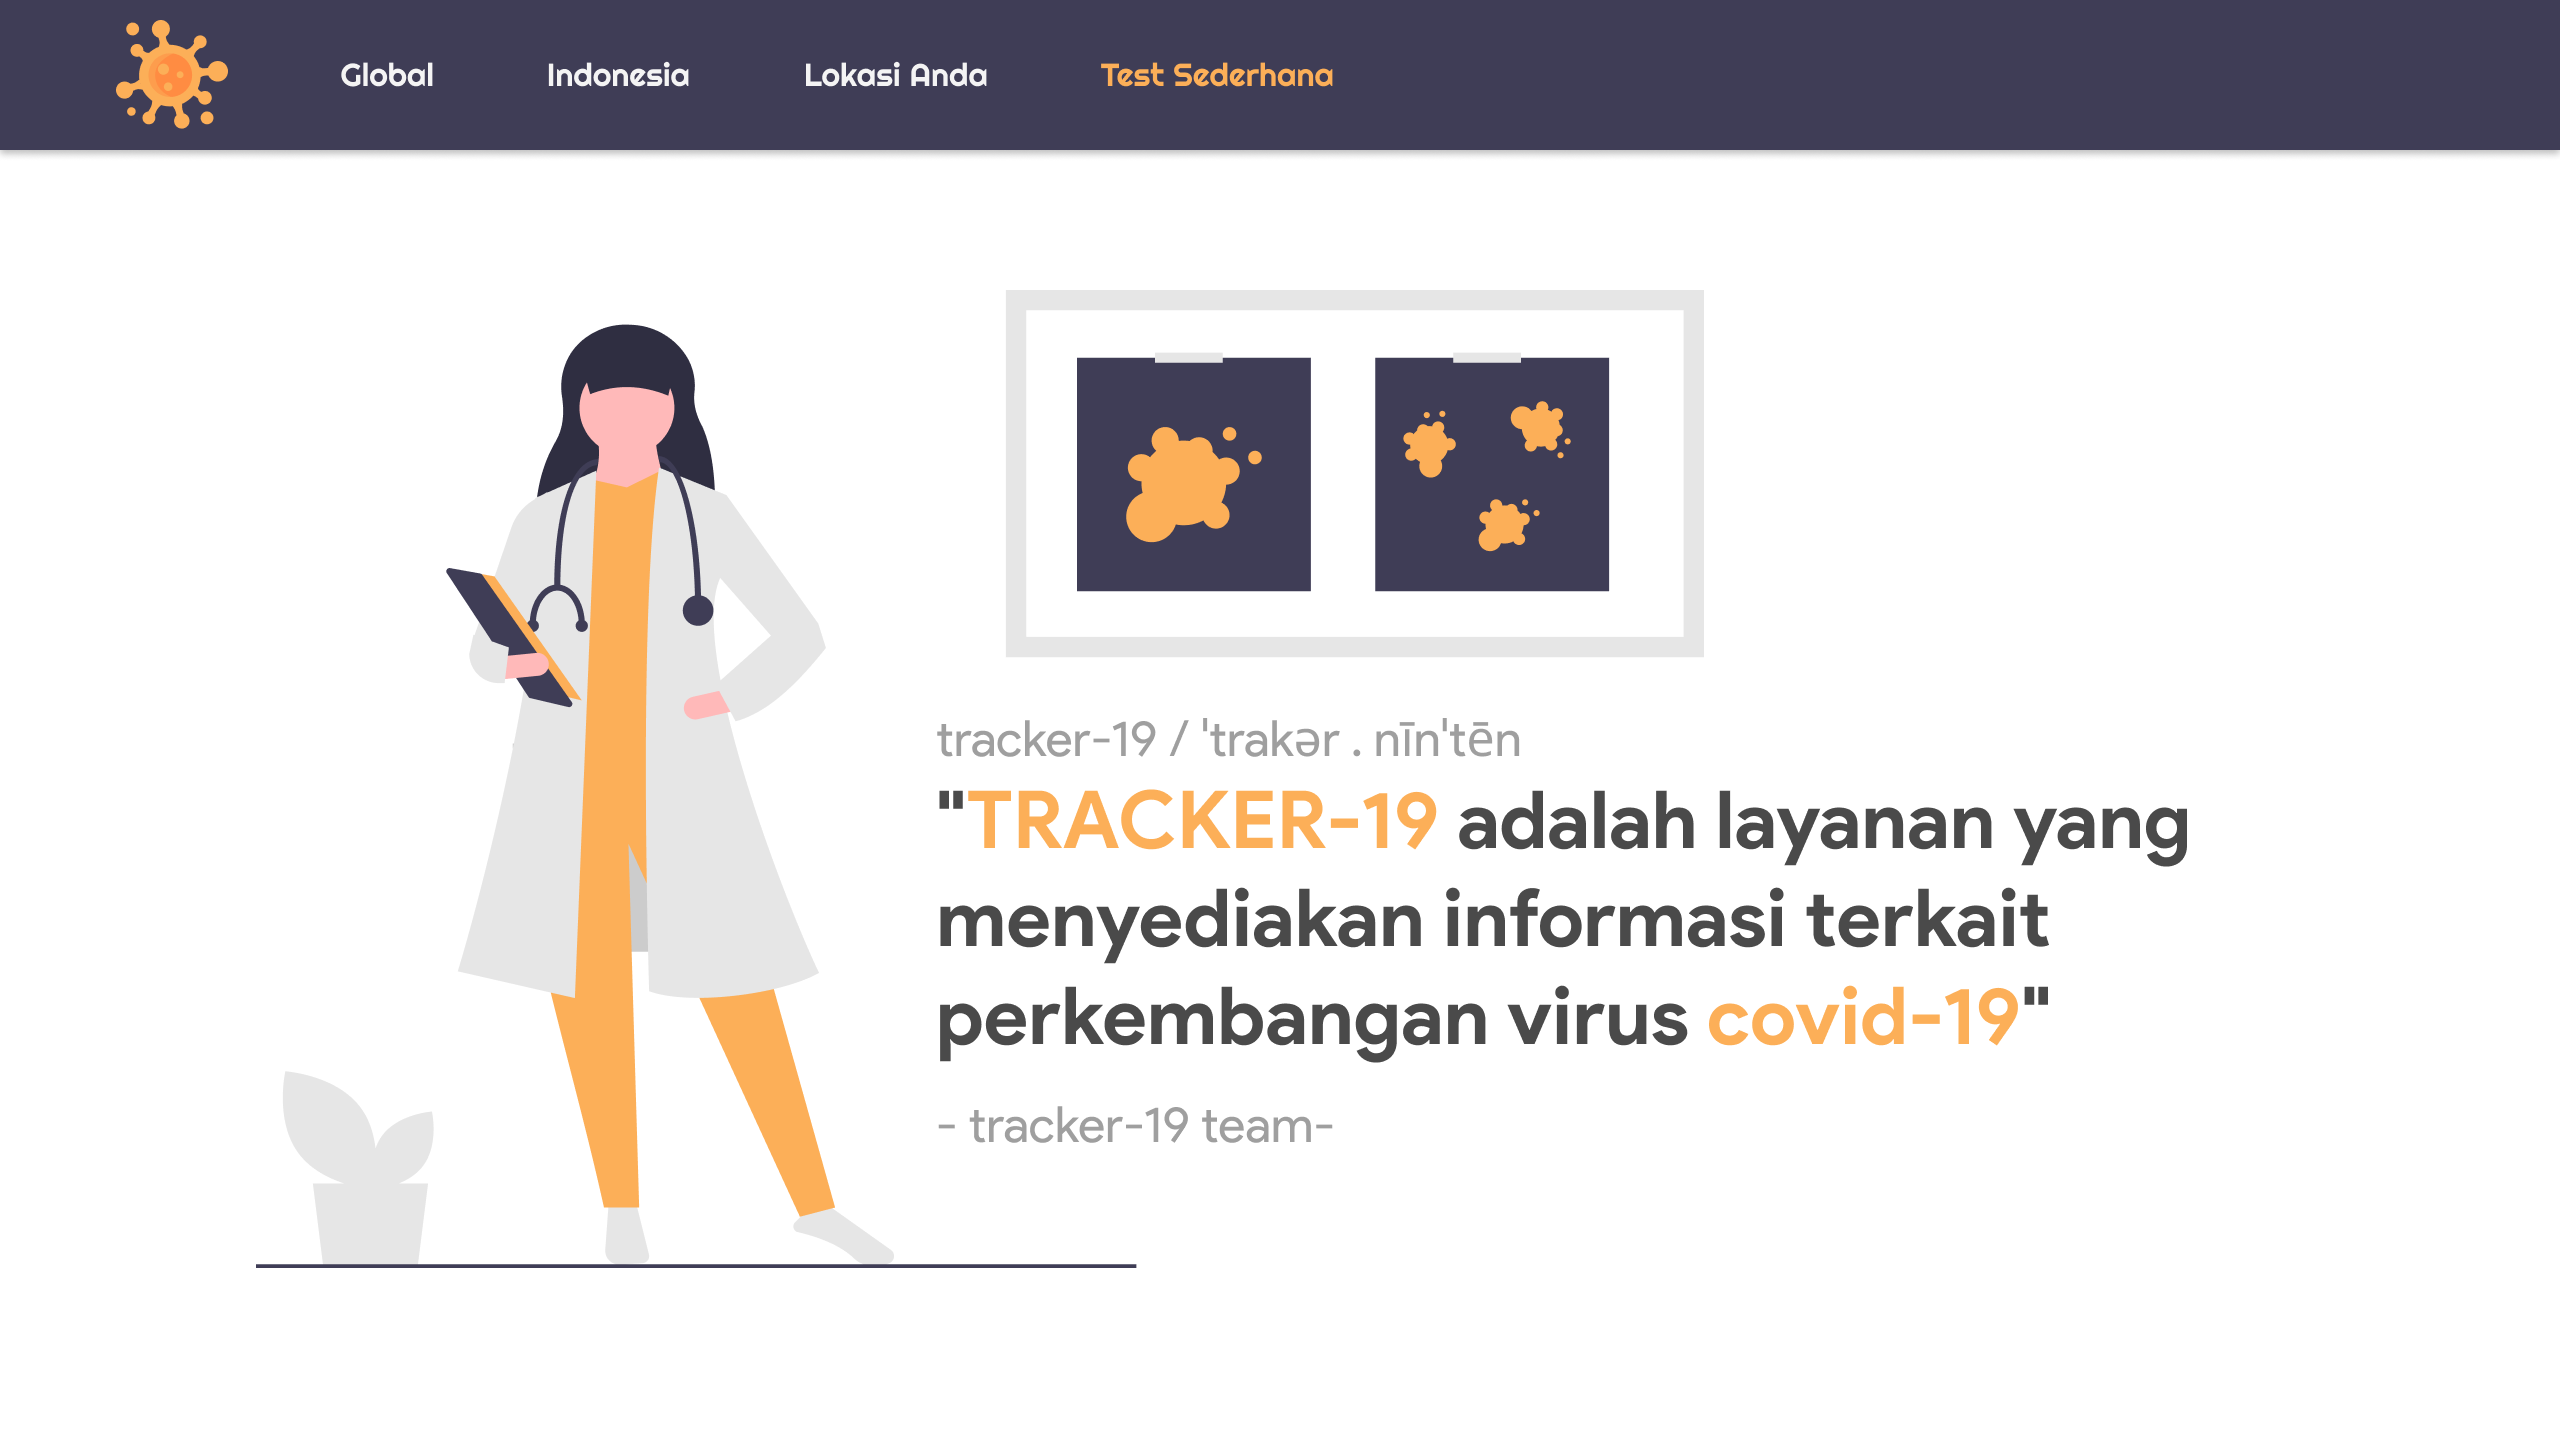 Global Indonesia Lokasi Anda Test Sederhana
tracker-19 / 'trakər . nīn'tēn
"TRACKER-19 adalah layanan yang
menyediakan informasi terkait
perkembangan virus covid-19"
- tracker-19 team-